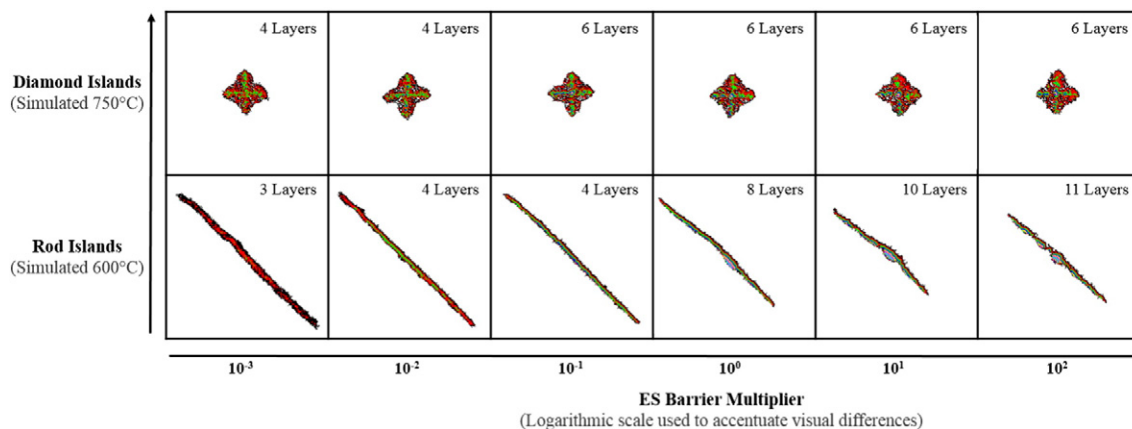 4 Layers
4 Layers
6 Layers
6 Layers
6 Layers
6 Layers
Diamond Islands
(Simulated 750°C)
3 Layers
4 Layers
4 Layers
8 Layers
10 Layers
11 Layers
Rod Islands
(Simulated 600°C)
10⁻³
10⁻²
10⁻¹
10⁰
10¹
10²
ES Barrier Multiplier
(Logarithmic scale used to accentuate visual differences)